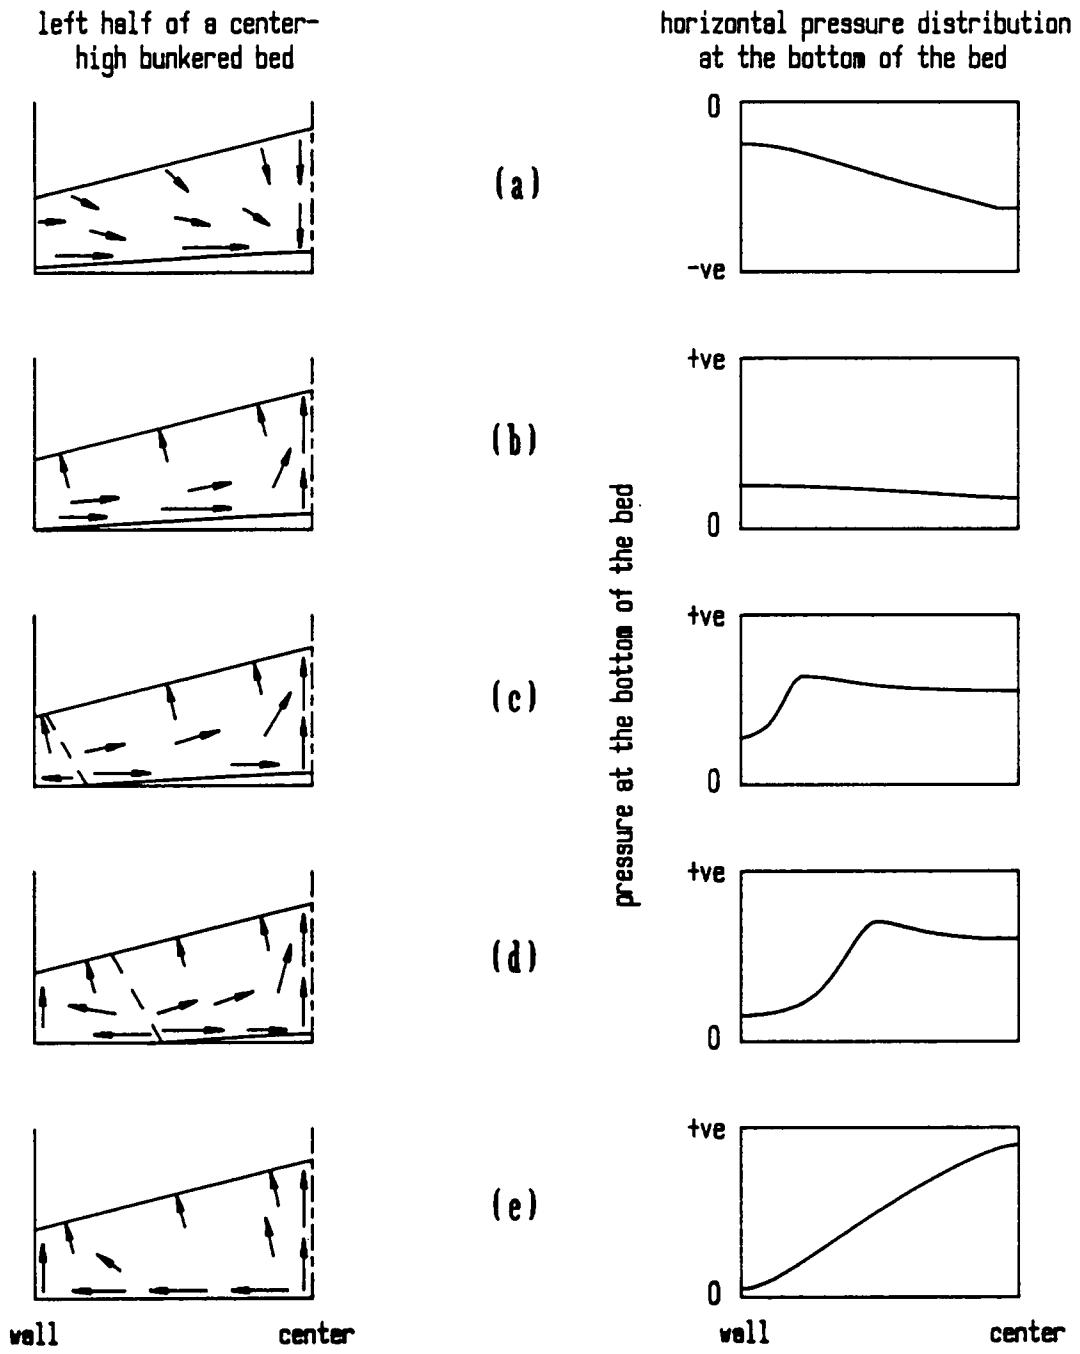 left half of a center-
high bunkered bed
horizontal pressure distribution
at the bottom of the bed
(a)
0
-ve
(b)
+ve
0
(c)
+ve
0
(d)
+ve
0
(e)
+ve
0
pressure at the bottom of the bed
wall
center
wall
center